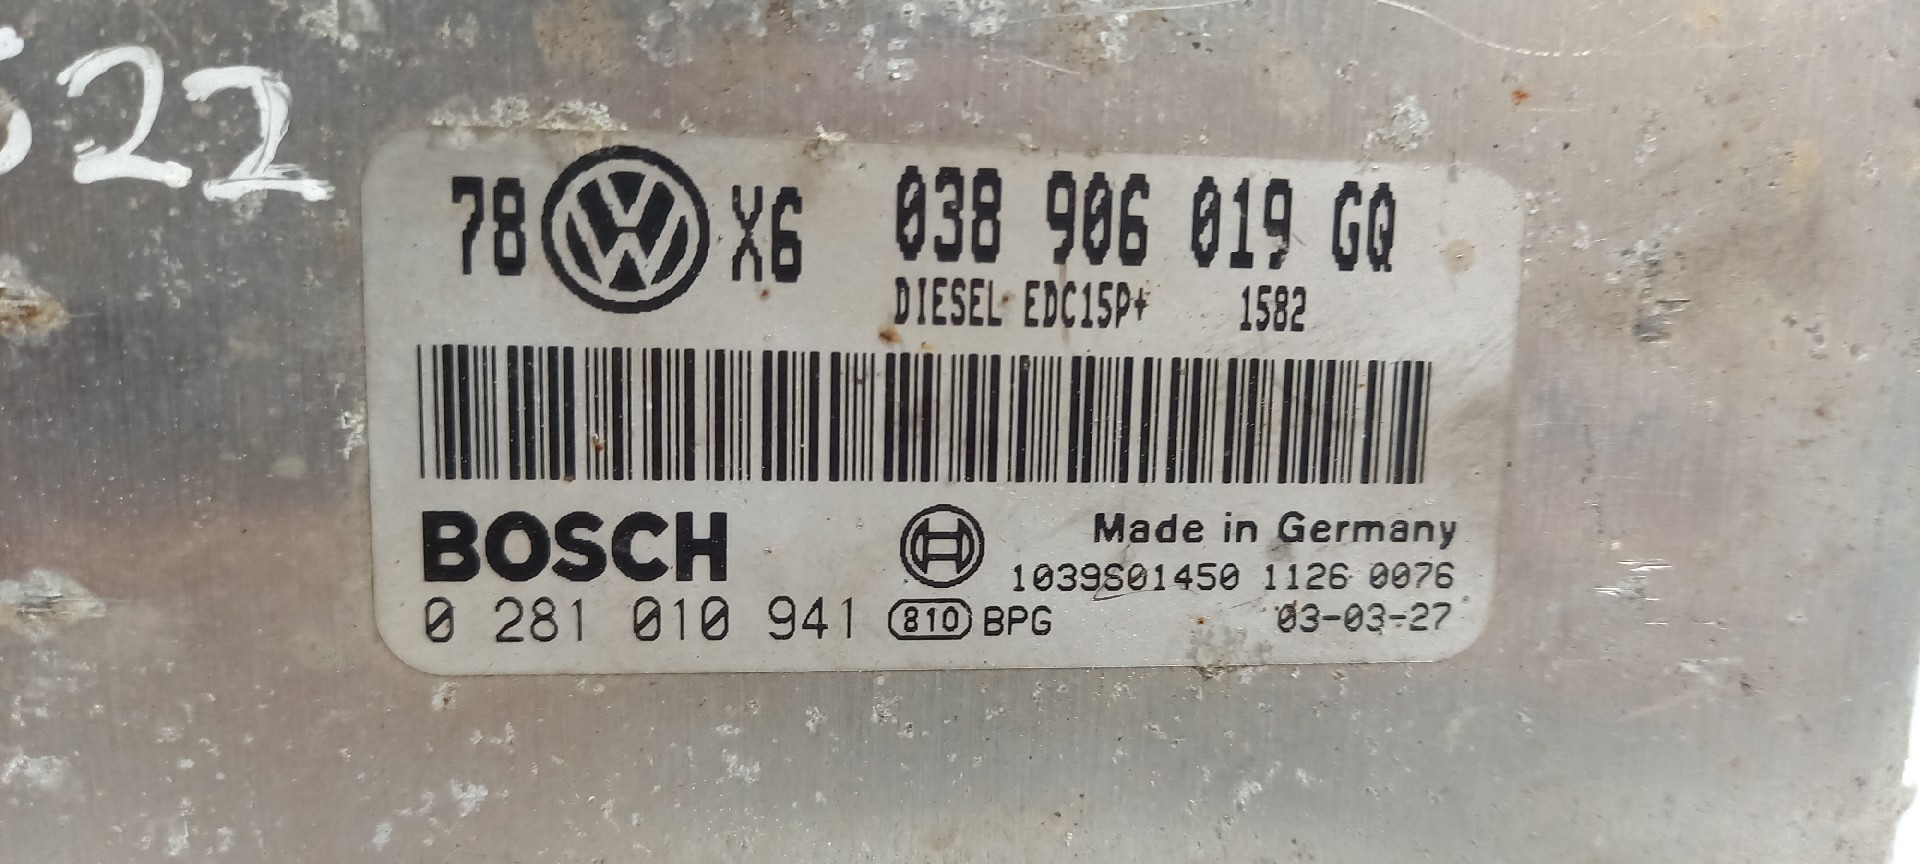 522
78 VW X6 038 906 019 GQ
DIESEL EDC15P+ 1582
BOSCH
Made in Germany
1039S01450 1126 0076
0 281 010 941 810 BPG 03-03-27